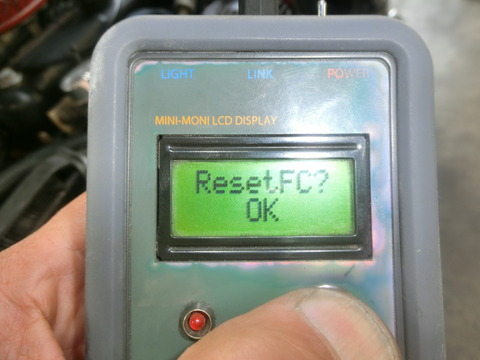 LIGHT LINK POWER
MINI-MONI LCD DISPLAY
ResetFC?
OK